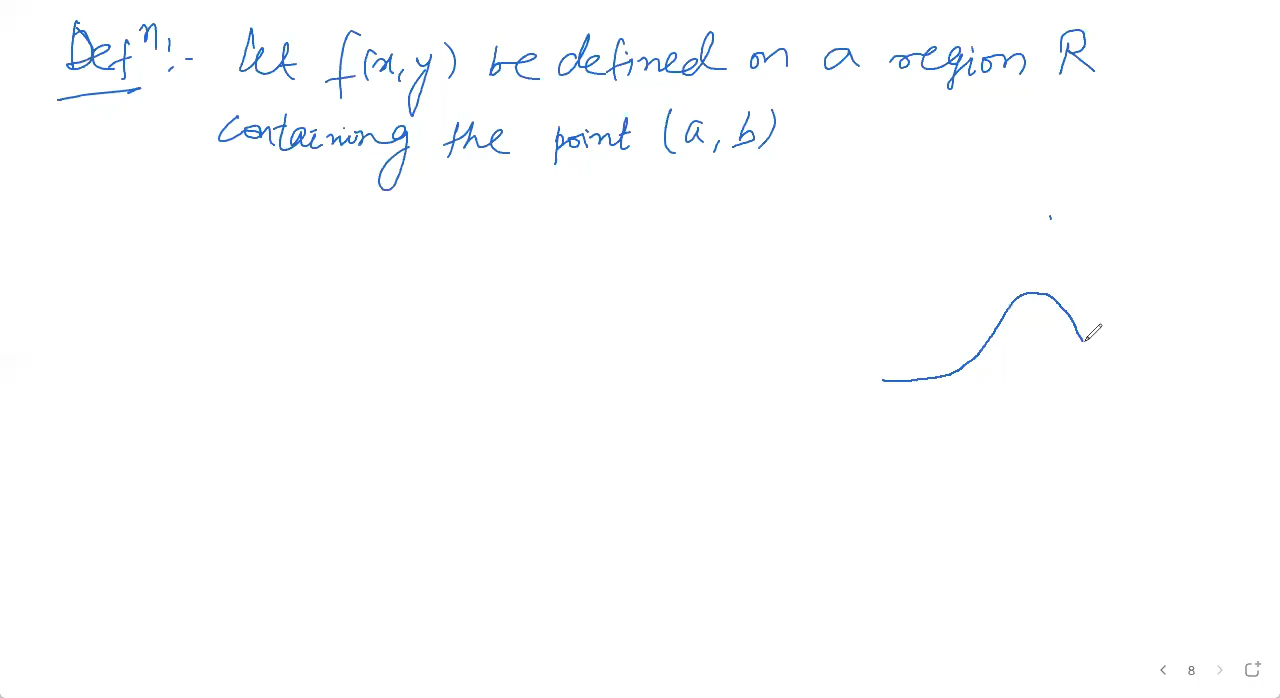 Defⁿ:- Let f(x,y) be defined on a region R
containing the point (a, b)
8